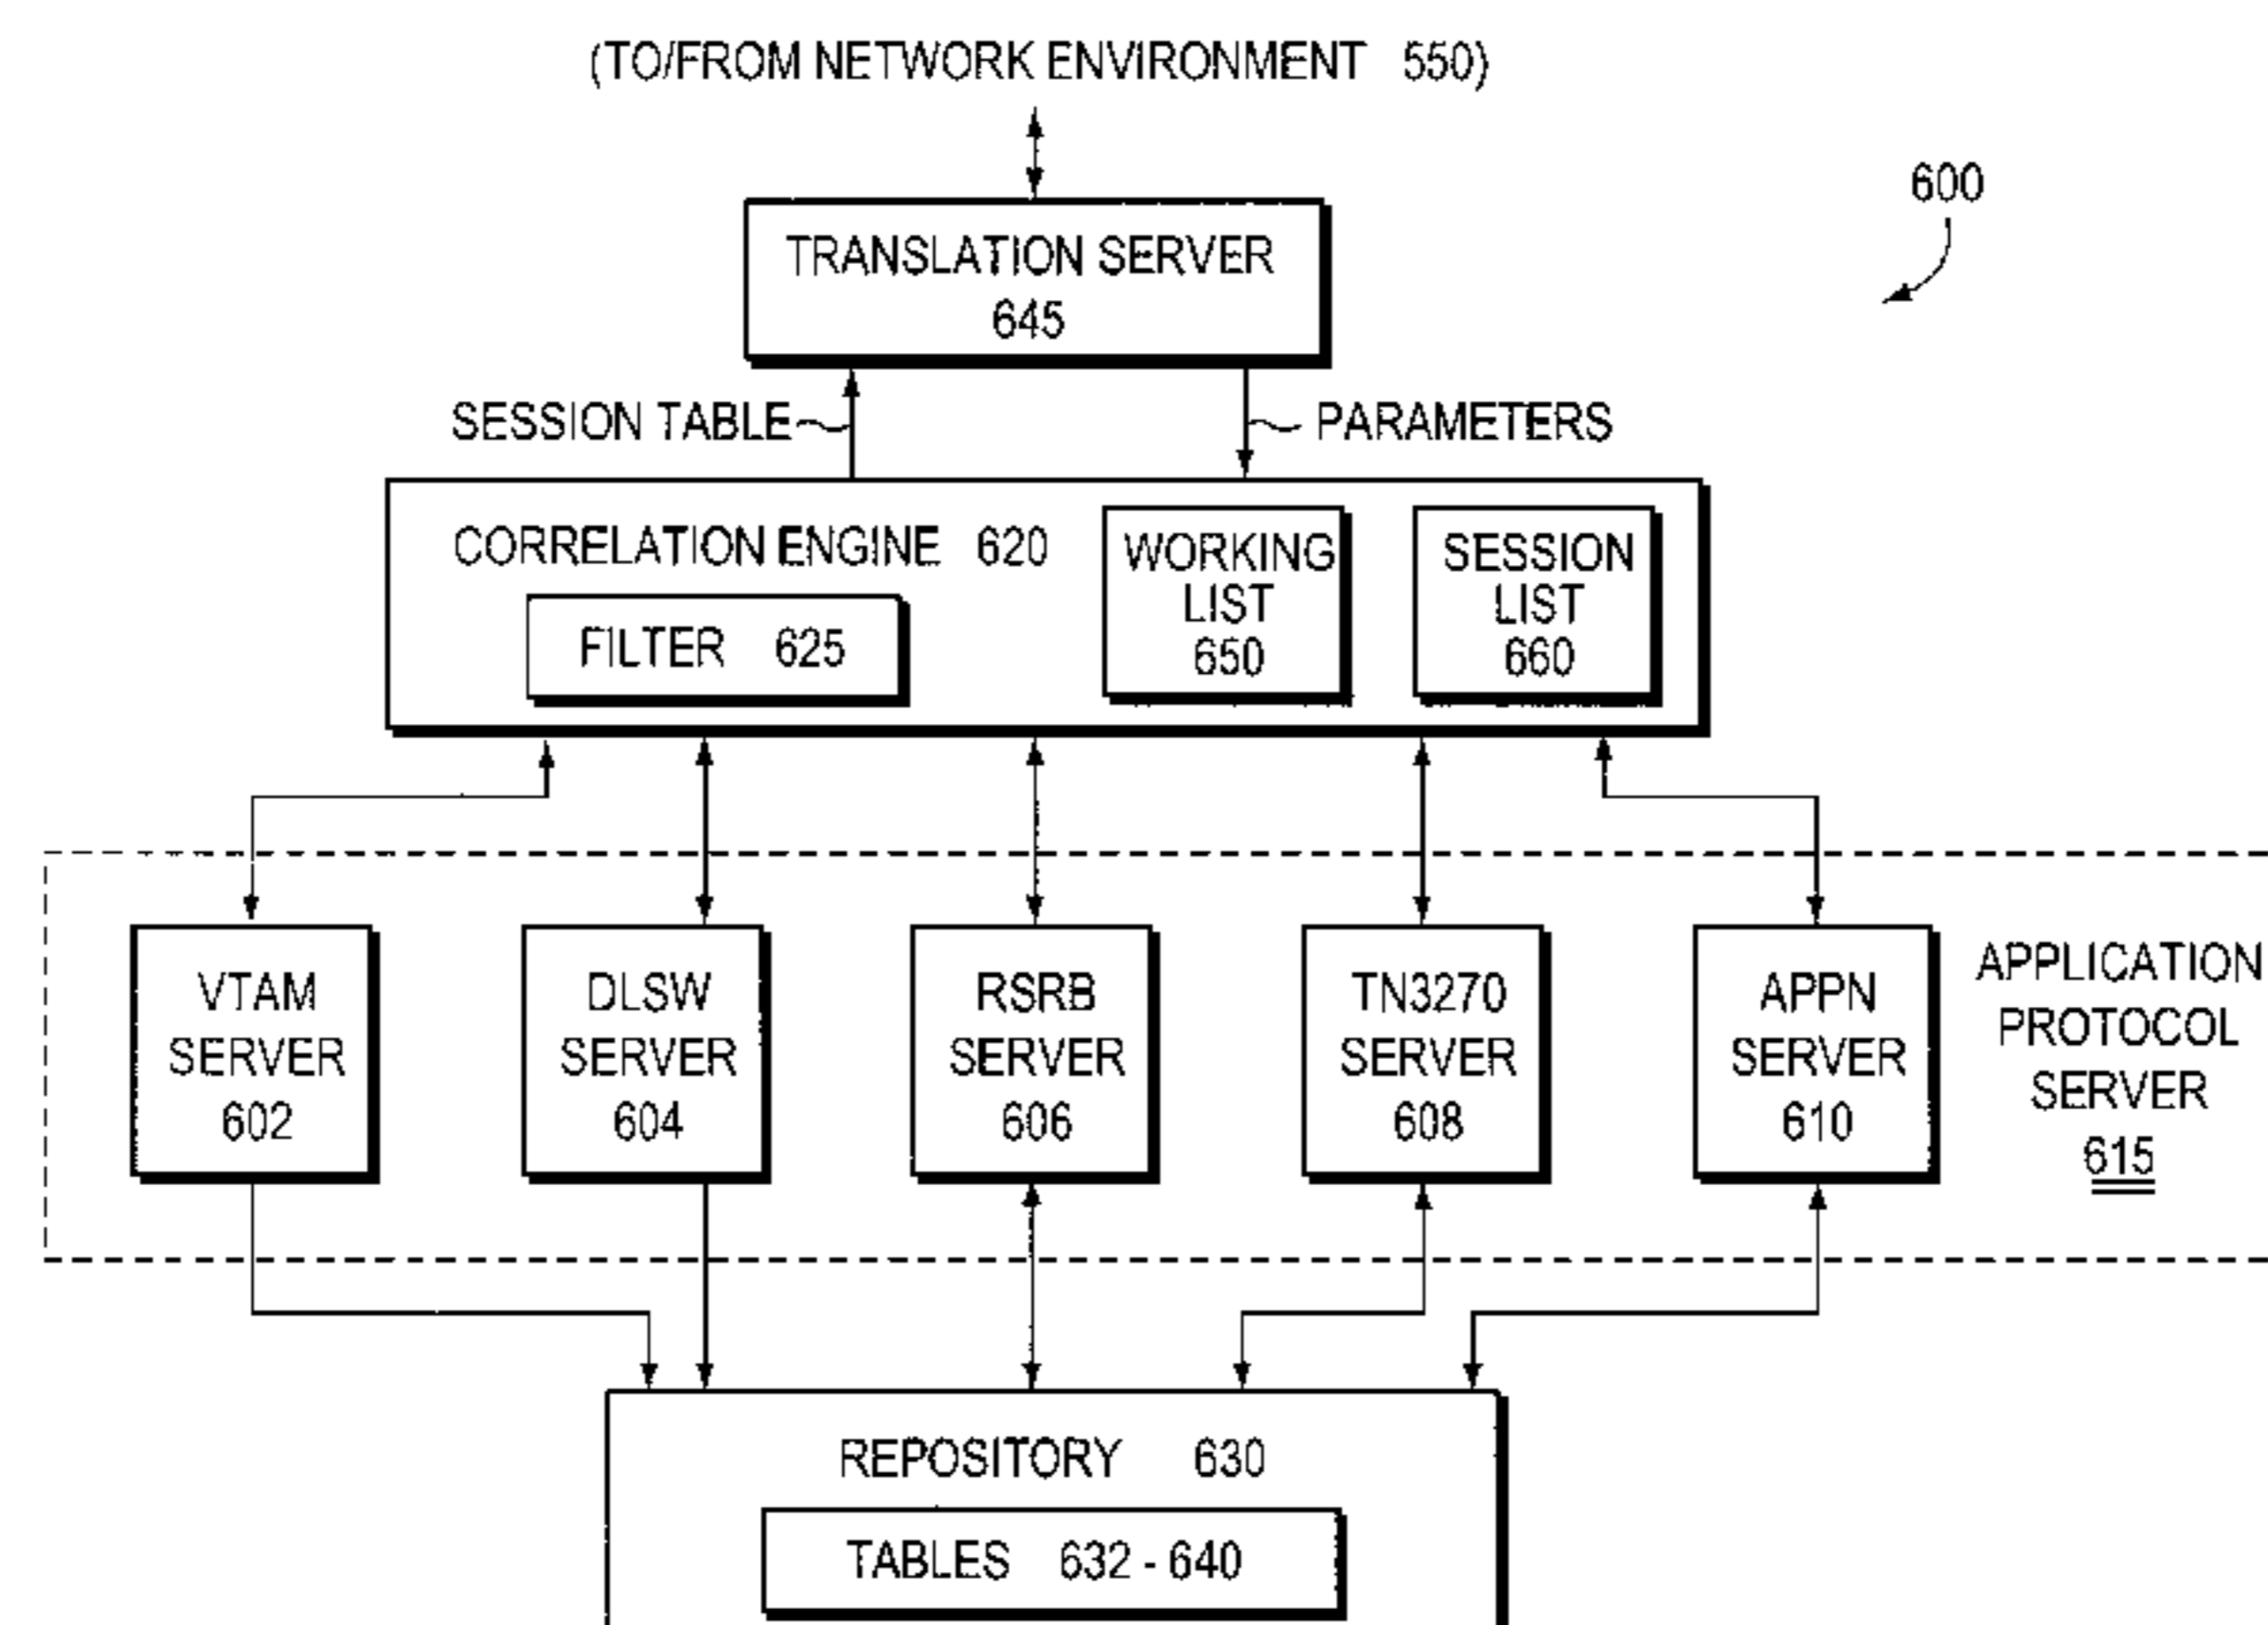 (TO/FROM NETWORK ENVIRONMENT 550)
600
TRANSLATION SERVER
645
SESSION TABLE
PARAMETERS
CORRELATION ENGINE 620
FILTER 625
WORKING
LIST
650
SESSION
LIST
660
VTAM
SERVER
602
DLSW
SERVER
604
RSRB
SERVER
606
TN3270
SERVER
608
APPN
SERVER
610
APPLICATION
PROTOCOL
SERVER
615
REPOSITORY 630
TABLES 632 - 640